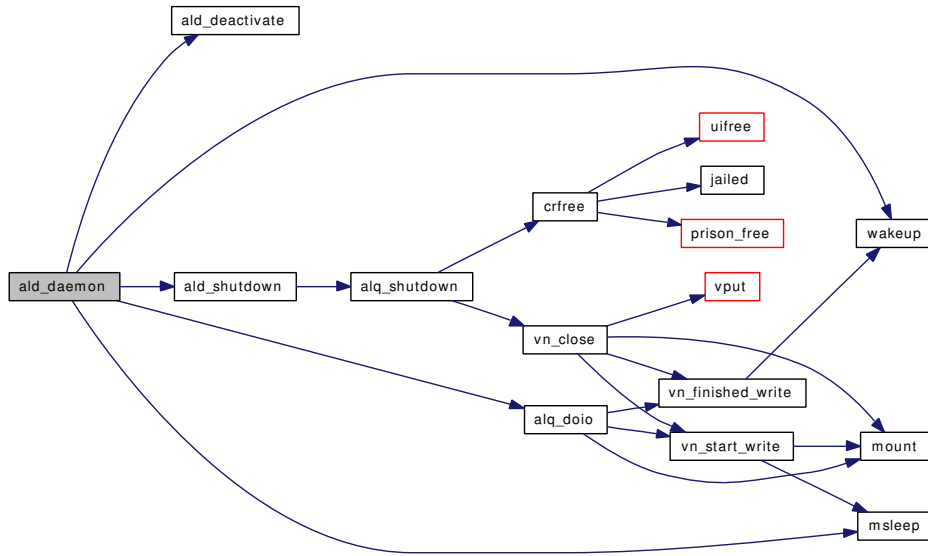 ald_deactivate
uifree
jailed
crfree
prison_free
wakeup
ald_daemon
ald_shutdown
alq_shutdown
vput
vn_close
vn_finished_write
alq_doio
vn_start_write
mount
msleep